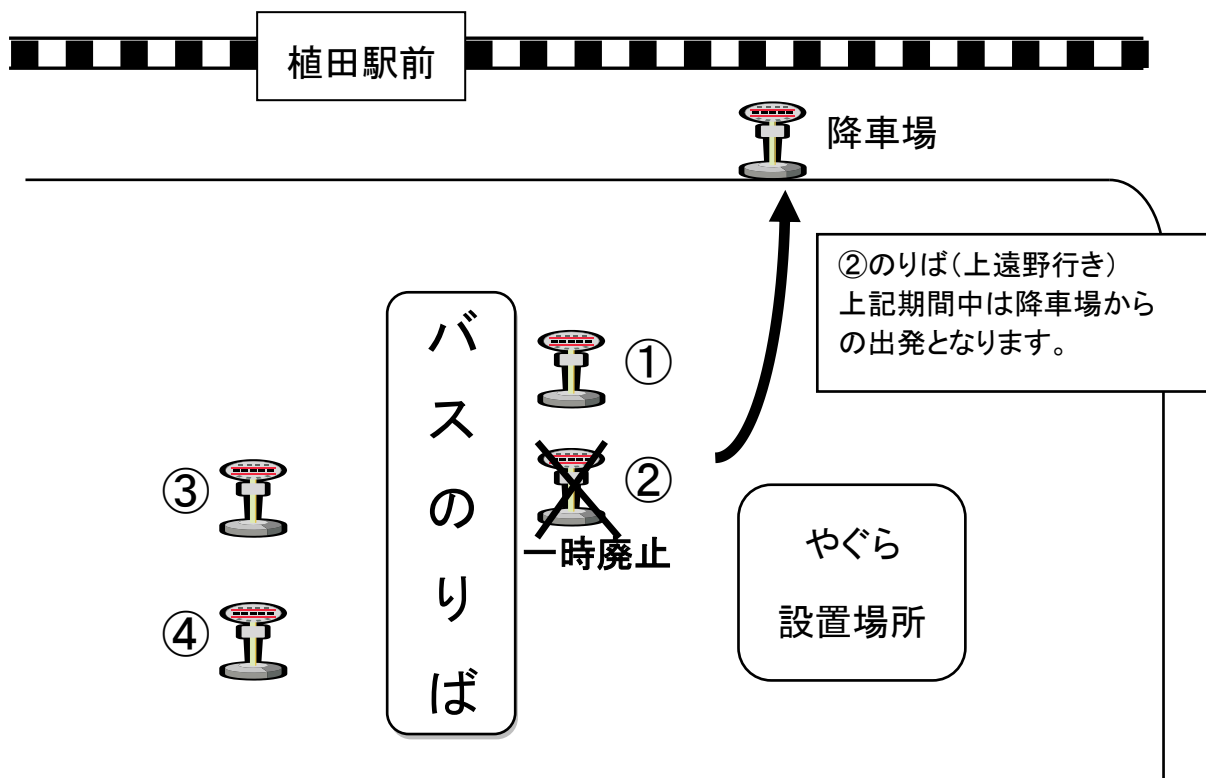 植田駅前
降車場
②のりば（上遠野行き）
上記期間中は降車場から
の出発となります。
バスのりば
①
②
一時廃止
③
④
やぐら
設置場所